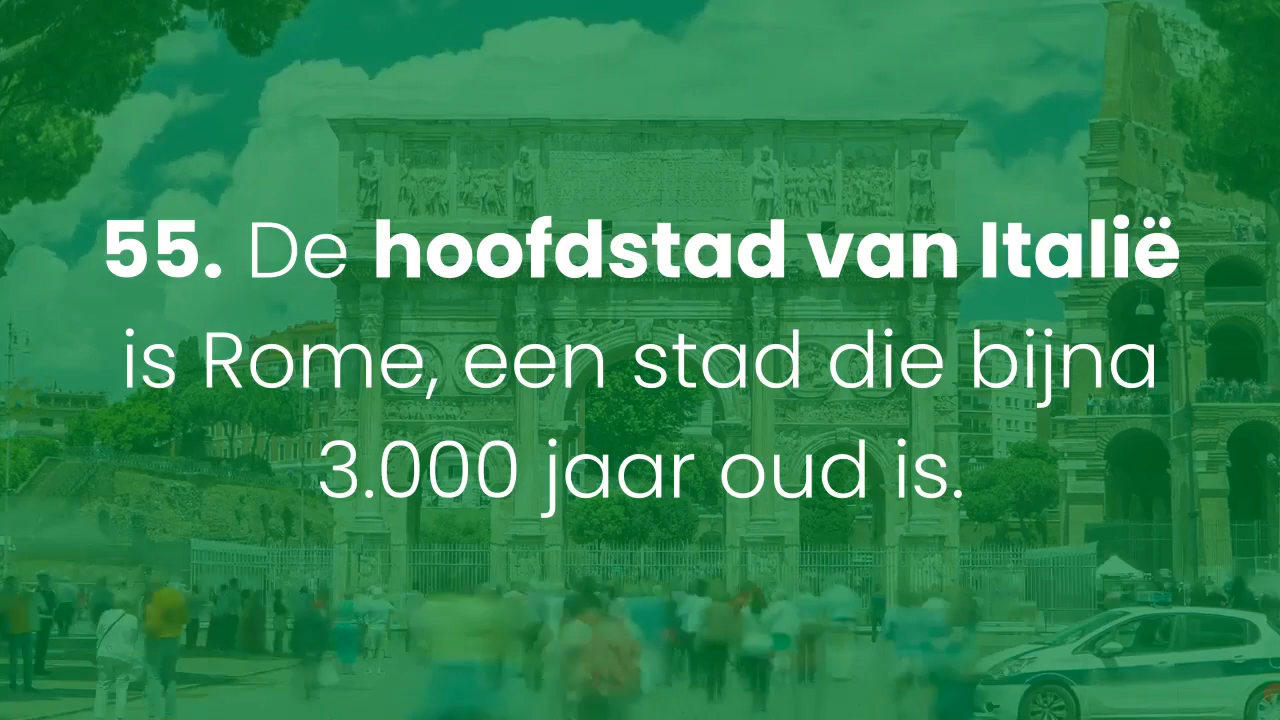 55. De hoofdstad van Italië
is Rome, een stad die bijna
3.000 jaar oud is.